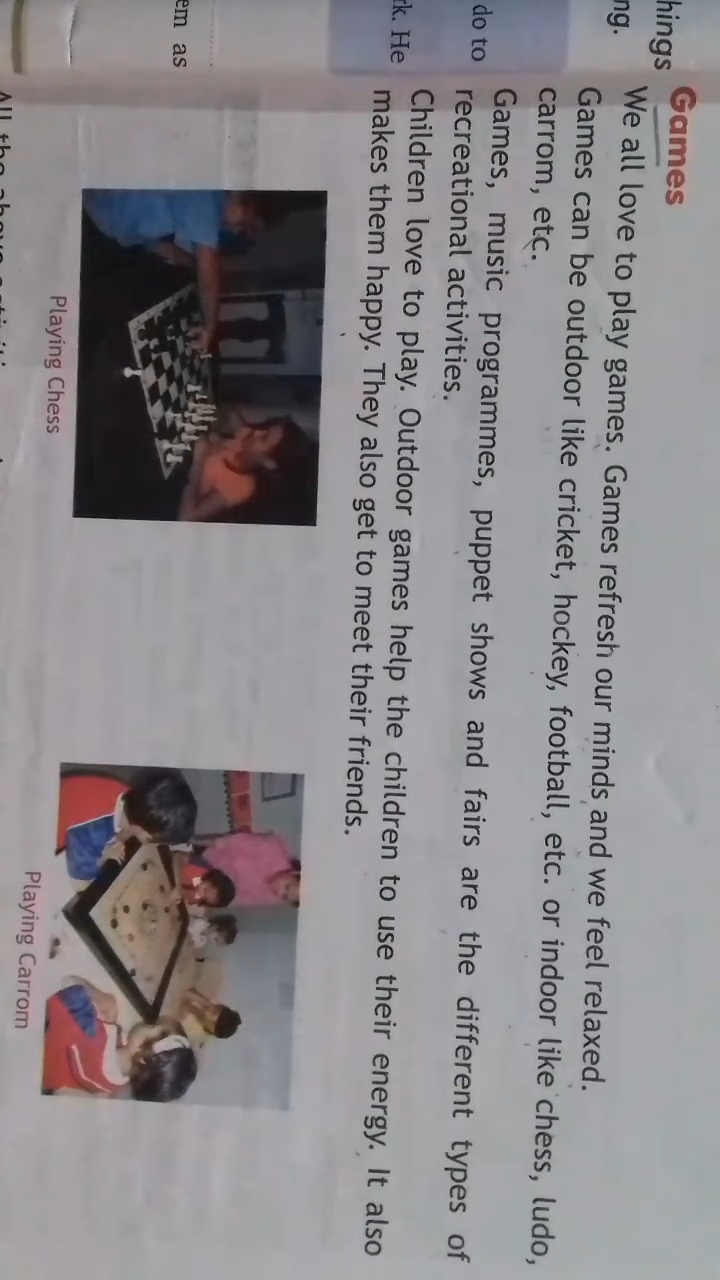 hings
ng.
do to
rk. He
em as
Games
We all love to play games. Games refresh our minds and we feel relaxed.
Games can be outdoor like cricket, hockey, football, etc. or indoor like chess, ludo,
carrom, etc.
Games, music programmes, puppet shows and fairs are the different types of
recreational activities.
Children love to play. Outdoor games help the children to use their energy. It also
makes them happy. They also get to meet their friends.
Playing Chess
Playing Carrom